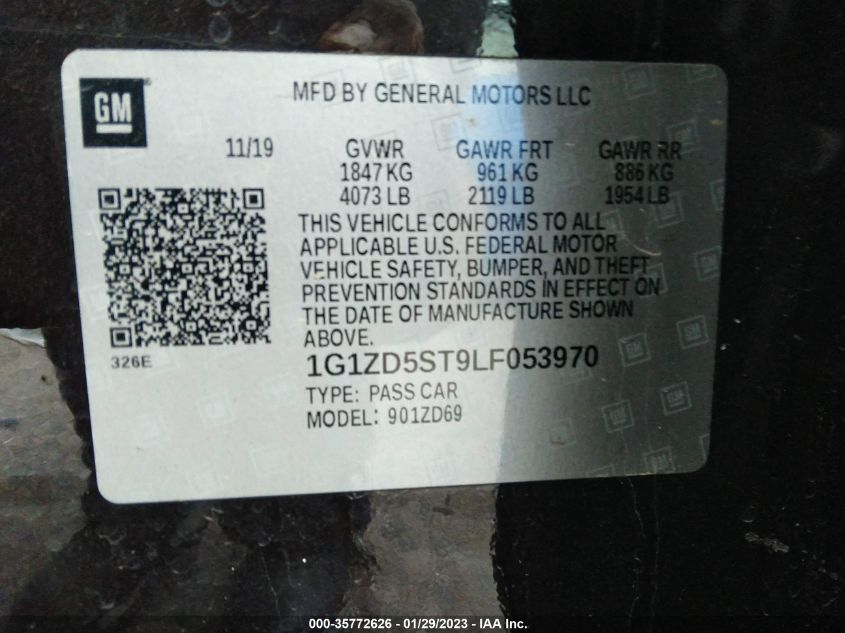 GM®
MFD BY GENERAL MOTORS LLC
11/19 GVWR GAWR FRT GAWR RR
1847 KG 961 KG 886 KG
4073 LB 2119 LB 1954 LB
THIS VEHICLE CONFORMS TO ALL
APPLICABLE U.S. FEDERAL MOTOR
VEHICLE SAFETY, BUMPER, AND THEFT
PREVENTION STANDARDS IN EFFECT ON
THE DATE OF MANUFACTURE SHOWN
ABOVE.
326E
1G1ZD5ST9LF053970
TYPE: PASS CAR
MODEL: 901ZD69
000-35772626 - 01/29/2023 - IAA Inc.